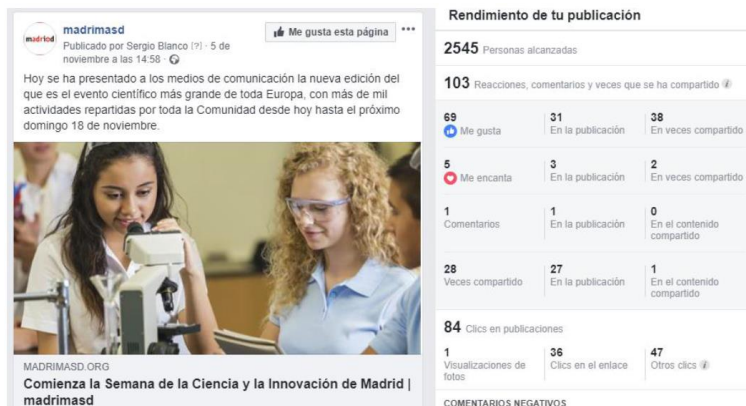 madrimasd
madrimasd
Publicado por Sergio Blanco [?] · 5 de
noviembre a las 14:58 ·
Me gusta esta página
Hoy se ha presentado a los medios de comunicación la nueva edición del
que es el evento científico más grande de toda Europa, con más de mil
actividades repartidas por toda la Comunidad desde hoy hasta el próximo
domingo 18 de noviembre.
MADRIMASD.ORG
Comienza la Semana de la Ciencia y la Innovación de Madrid |
madrimasd
Rendimiento de tu publicación
2545 Personas alcanzadas
103 Reacciones, comentarios y veces que se ha compartido
69 31 38
Me gusta En la publicación En veces compartido
5 3 2
Me encanta En la publicación En veces compartido
1 1 0
Comentarios En la publicación En el contenido
compartido
28 27 1
Veces compartido En la publicación En el contenido
compartido
84 Clics en publicaciones
1 36 47
Visualizaciones de Clics en el enlace Otros clics
fotos
COMENTARIOS NEGATIVOS